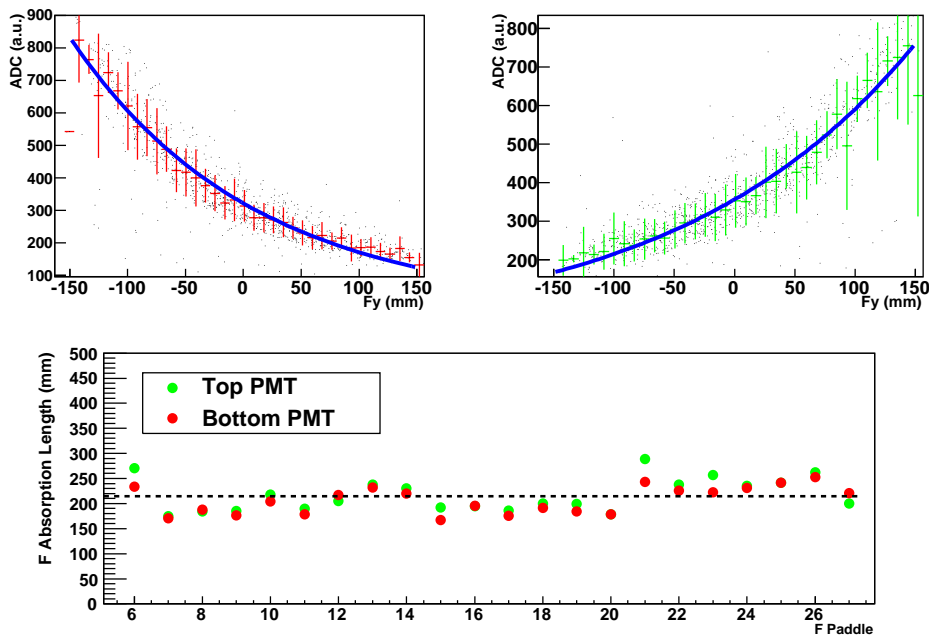 ADC (a.u.)
900
800
700
600
500
400
300
200
100
-150 -100 -50 0 50 100 150
Fy (mm)
ADC (a.u.)
800
700
600
500
400
300
200
-150 -100 -50 0 50 100 150
Fy (mm)
F Absorption Length (mm)
500
450
400
350
300
250
200
150
100
50
0
Top PMT
Bottom PMT
6 8 10 12 14 16 18 20 22 24 26
F Paddle